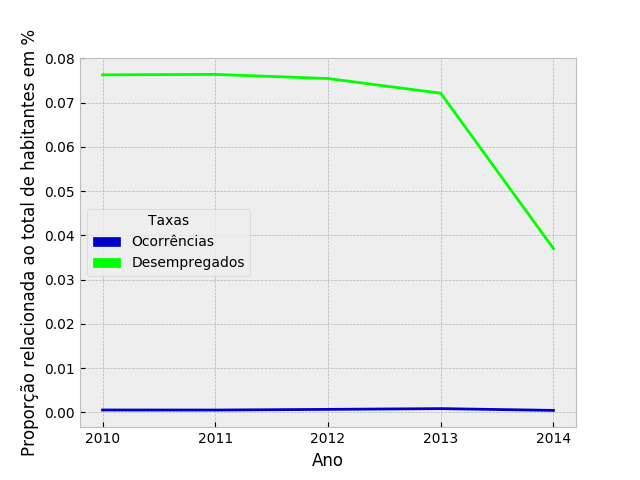 Proporção relacionada ao total de habitantes em %
0.08
0.07
0.06
0.05
0.04
0.03
0.02
0.01
0.00
Taxas
Ocorrências
Desempregados
2010 2011 2012 2013 2014
Ano